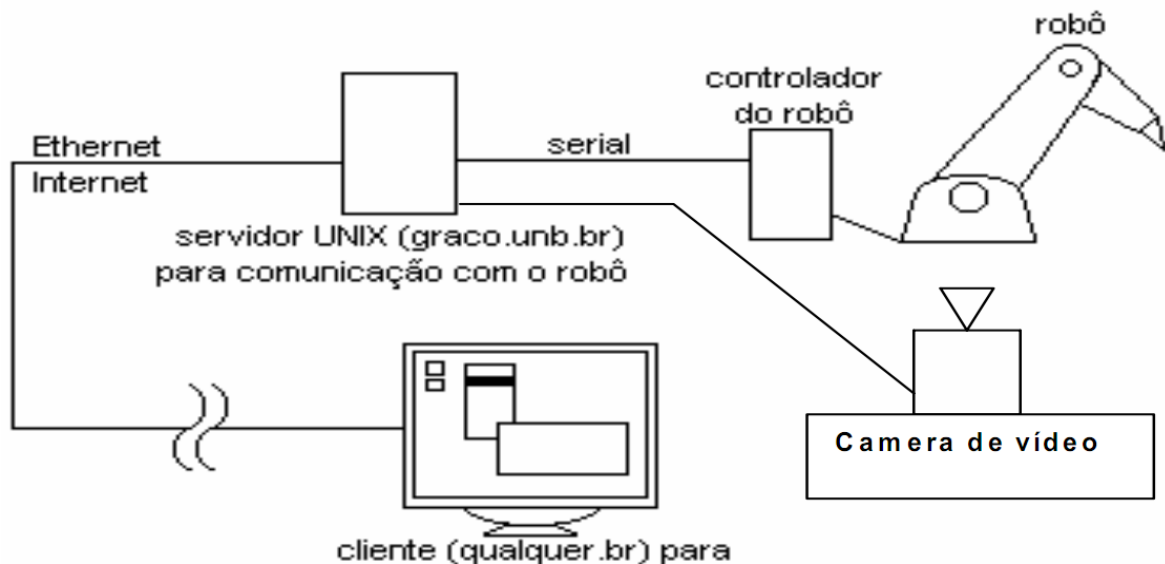 robô
controlador
do robô
Ethernet
serial
Internet
servidor UNIX (graco.unb.br)
para comunicação com o robô
Camera de vídeo
cliente (qualquer.br) para